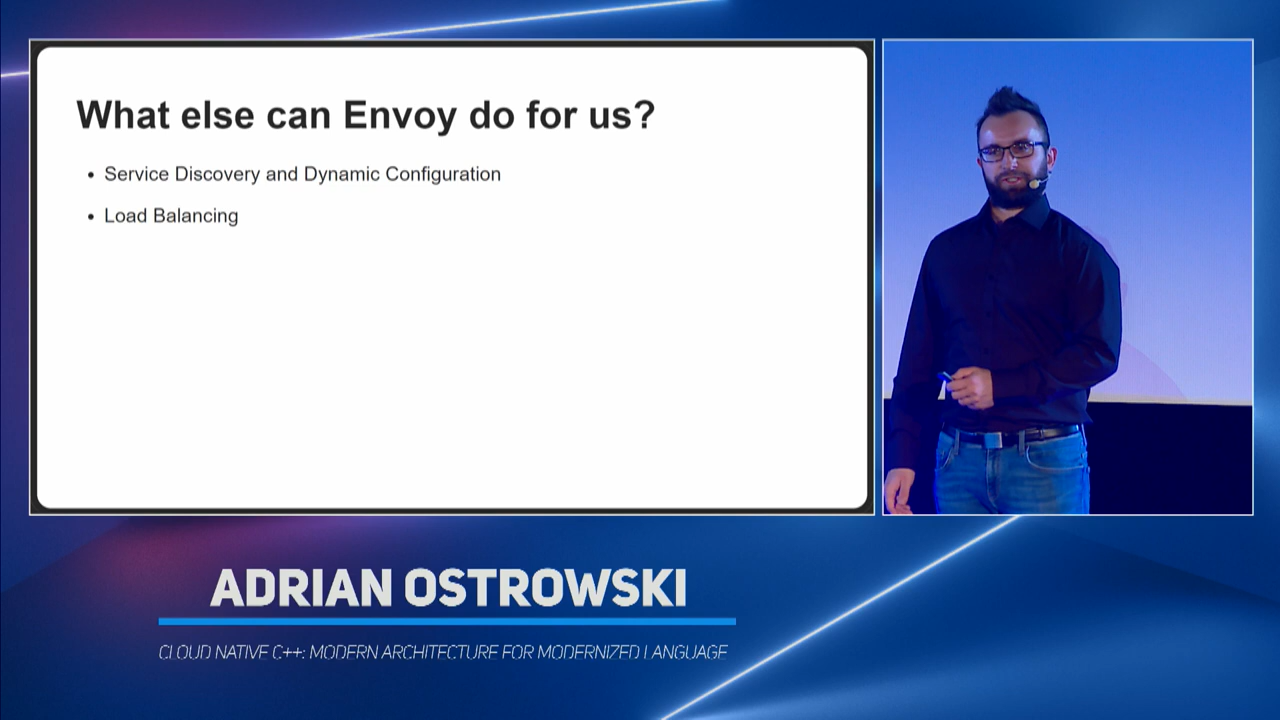 What else can Envoy do for us?
• Service Discovery and Dynamic Configuration
• Load Balancing
ADRIAN OSTROWSKI
CLOUD NATIVE C++: MODERN ARCHITECTURE FOR MODERNIZED LANGUAGE